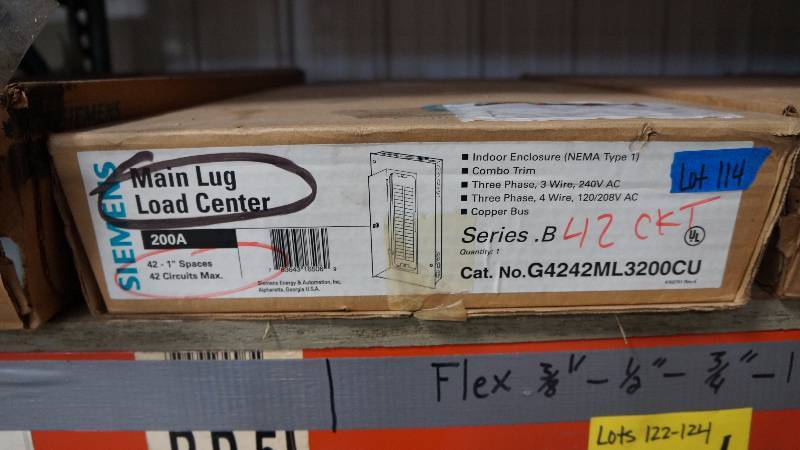 SIEMENS
SIEMENS
Main Lug
Load Center
200A
42 - 1" Spaces
42 Circuits Max.
Siemens Energy & Automation, Inc.
Alpharetta, Georgia U.S.A.
■ Indoor Enclosure (NEMA Type 1)
■ Combo Trim
■ Three Phase, 3 Wire, 240V AC
■ Three Phase, 4 Wire, 120/208V AC
■ Copper Bus
Series .B
42 CKT
Quantity: 1
Cat. No.G4242ML3200CU
UL
Lot 114
Flex 3/8" - 1/2" - 3/4" - 1
Lots 122-124